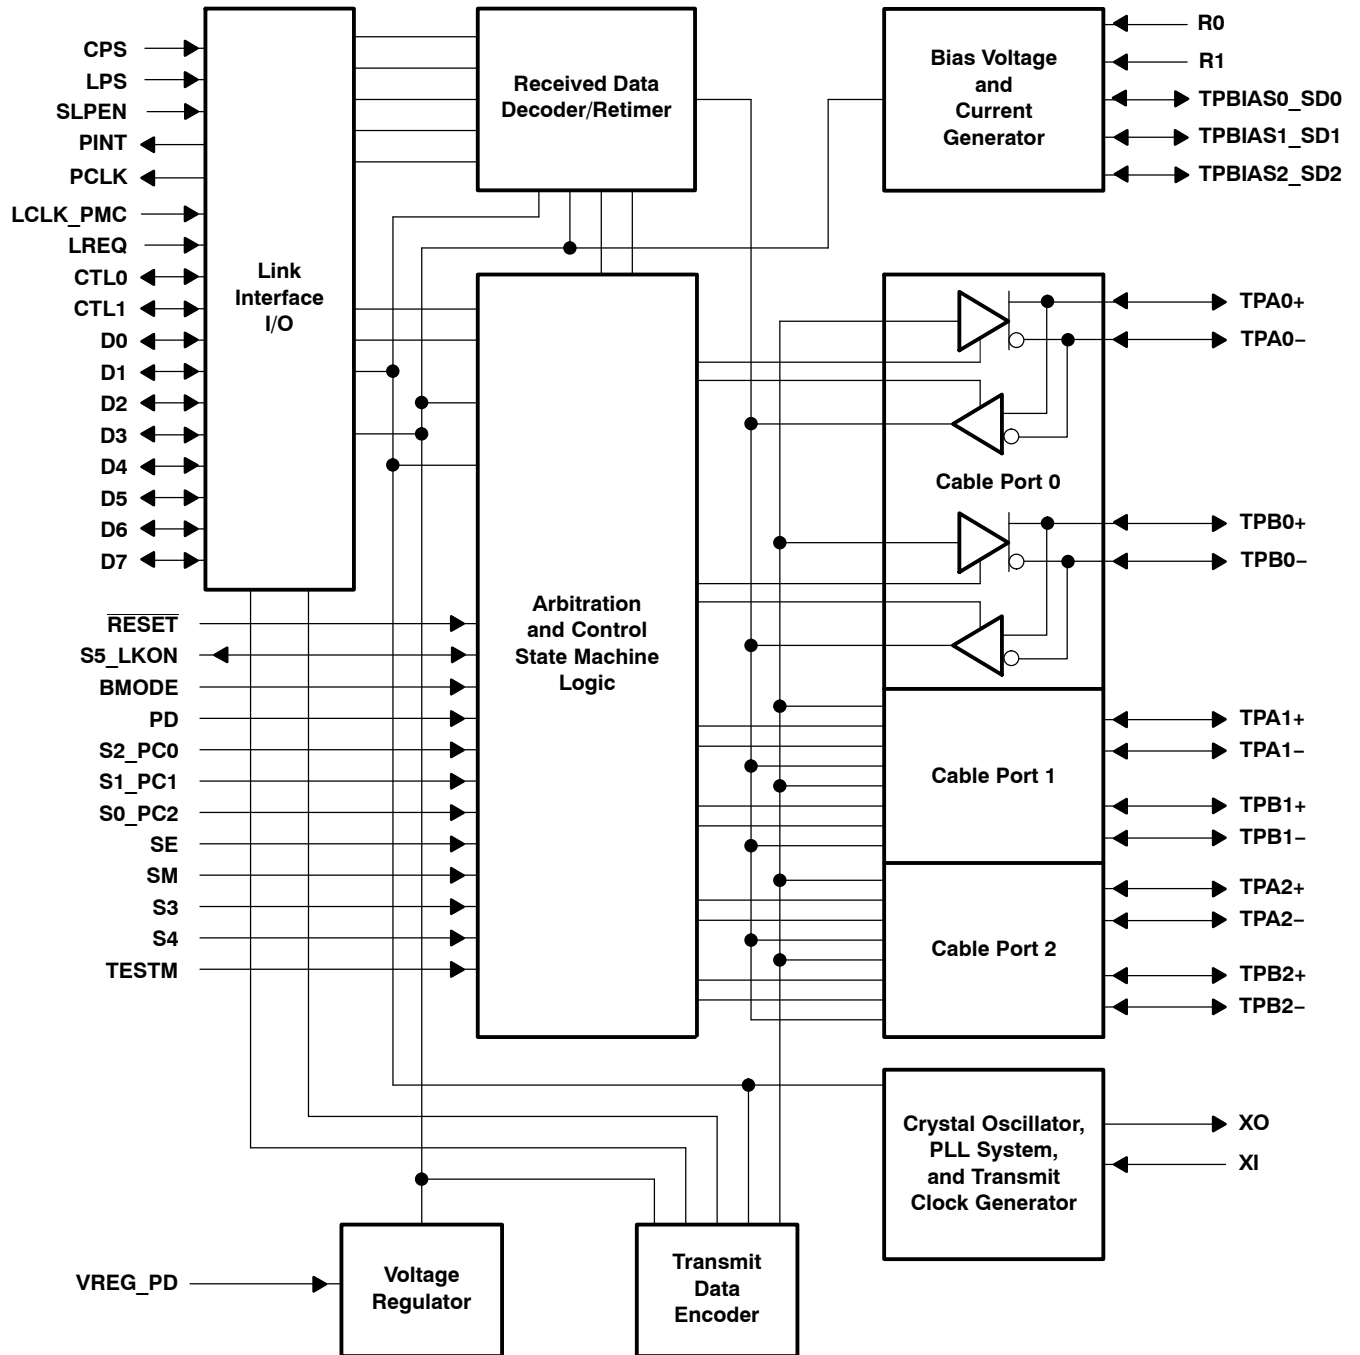 CPS
LPS
SLPEN
PINT
PCLK
LCLK_PMC
LREQ
CTL0
CTL1
D0
D1
D2
D3
D4
D5
D6
D7
Link
Interface
I/O
Received Data
Decoder/Retimer
Bias Voltage
and
Current
Generator
R0
R1
TPBIAS0_SD0
TPBIAS1_SD1
TPBIAS2_SD2
RESET
S5_LKON
BMODE
PD
S2_PC0
S1_PC1
S0_PC2
SE
SM
S3
S4
TESTM
Arbitration
and Control
State Machine
Logic
Cable Port 0
TPA0+
TPA0−
TPB0+
TPB0−
Cable Port 1
TPA1+
TPA1−
TPB1+
TPB1−
Cable Port 2
TPA2+
TPA2−
TPB2+
TPB2−
Crystal Oscillator,
PLL System,
and Transmit
Clock Generator
XO
XI
VREG_PD
Voltage
Regulator
Transmit
Data
Encoder